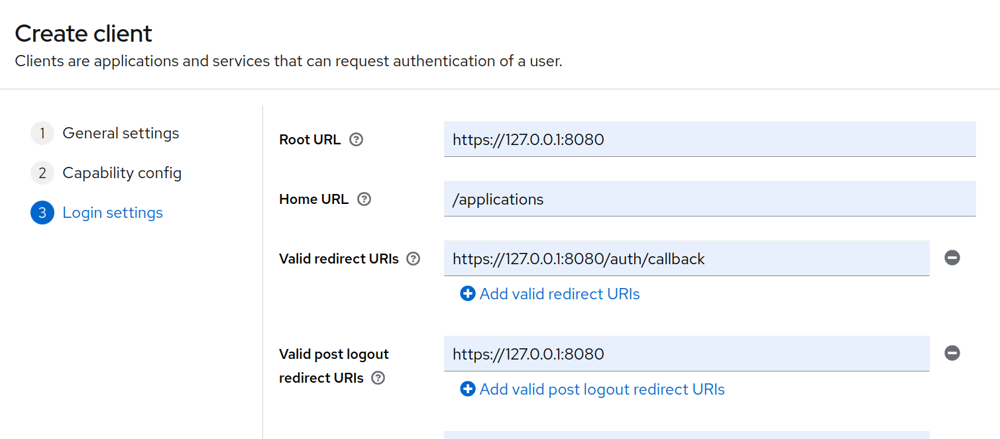 Create client
Clients are applications and services that can request authentication of a user.
1 General settings
2 Capability config
3 Login settings
Root URL ?
https://127.0.0.1:8080
Home URL ?
/applications
Valid redirect URIs ?
https://127.0.0.1:8080/auth/callback
Add valid redirect URIs
Valid post logout
redirect URIs ?
https://127.0.0.1:8080
Add valid post logout redirect URIs